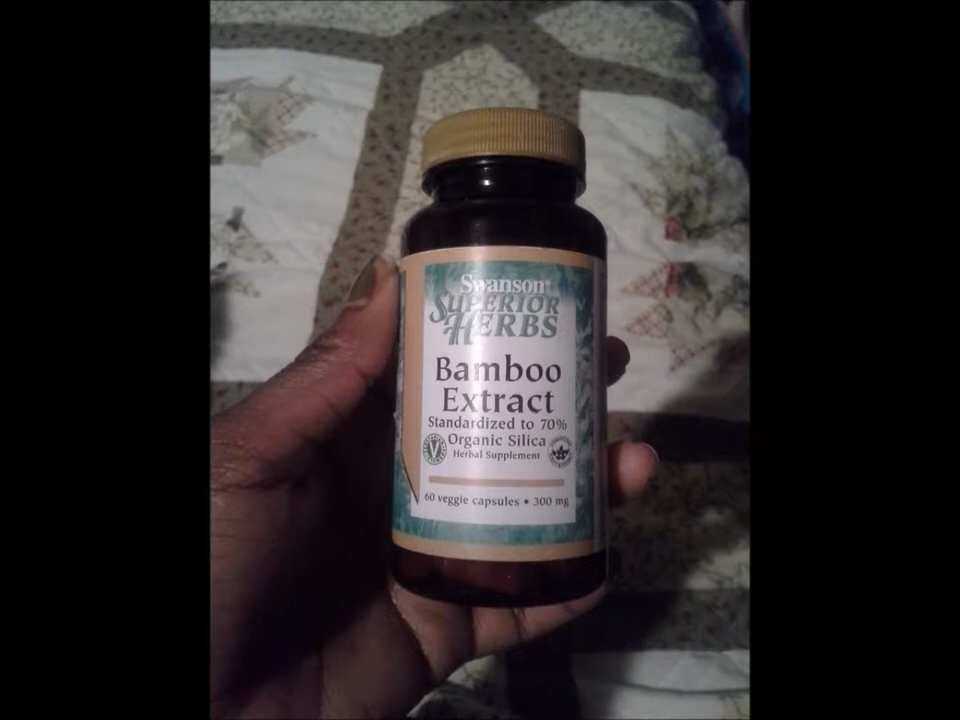 Swanson®
SUPERIOR
HERBS
Bamboo
Extract
Standardized to 70%
Organic Silica
Herbal Supplement
60 veggie capsules • 300 mg